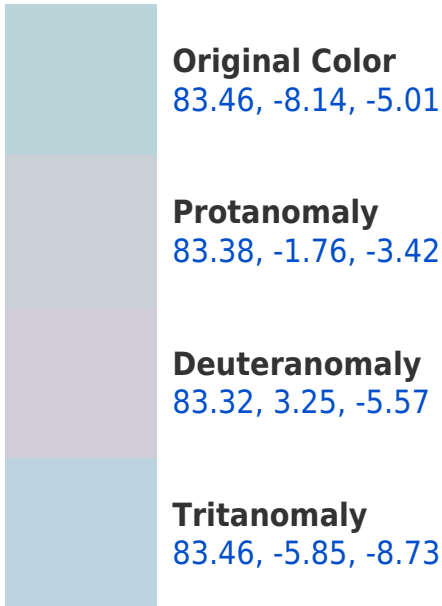 Original Color
83.46, -8.14, -5.01
Protanomaly
83.38, -1.76, -3.42
Deuteranomaly
83.32, 3.25, -5.57
Tritanomaly
83.46, -5.85, -8.73